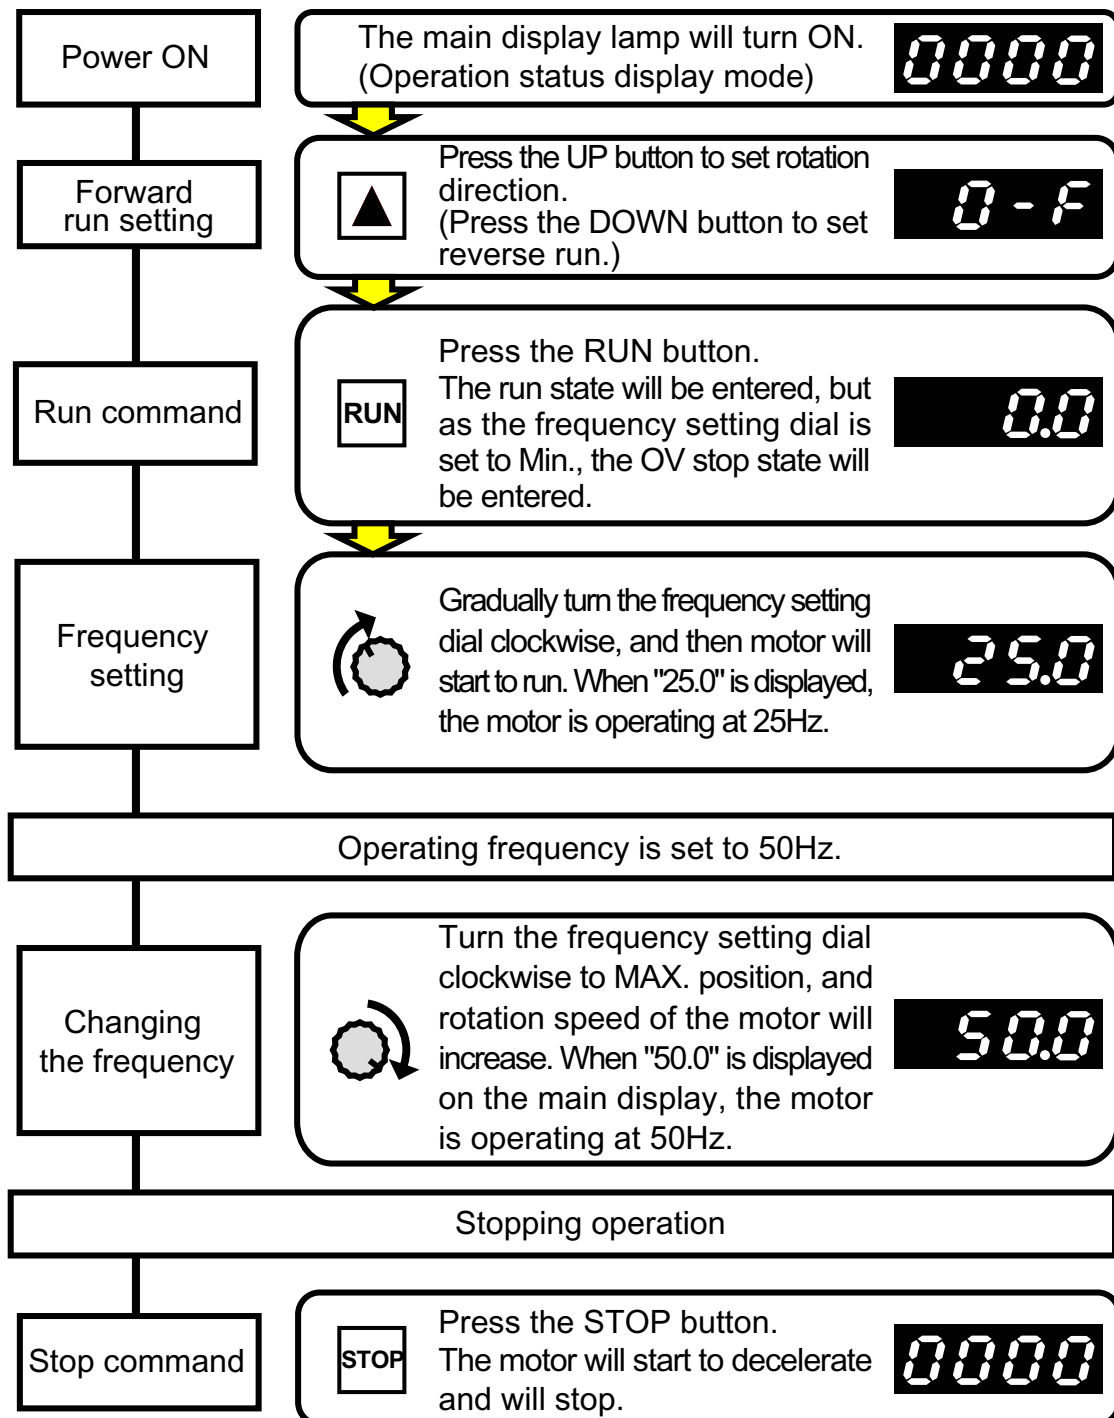 Power ON
The main display lamp will turn ON.
(Operation status display mode)
0000
Forward
run setting
Press the UP button to set rotation
direction.
(Press the DOWN button to set
reverse run.)
0-F
Run command
RUN
Press the RUN button.
The run state will be entered, but
as the frequency setting dial is
set to Min., the OV stop state will
be entered.
0.0
Frequency
setting
Gradually turn the frequency setting
dial clockwise, and then motor will
start to run. When "25.0" is displayed,
the motor is operating at 25Hz.
25.0
Operating frequency is set to 50Hz.
Changing
the frequency
Turn the frequency setting dial
clockwise to MAX. position, and
rotation speed of the motor will
increase. When "50.0" is displayed
on the main display, the motor
is operating at 50Hz.
50.0
Stopping operation
Stop command
STOP
Press the STOP button.
The motor will start to decelerate
and will stop.
0000